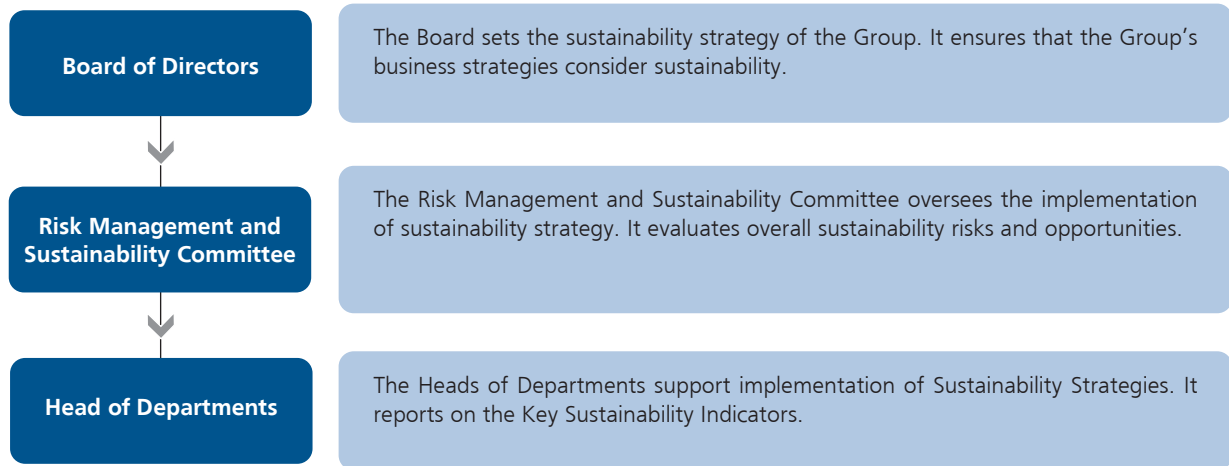 Board of Directors
The Board sets the sustainability strategy of the Group. It ensures that the Group's
business strategies consider sustainability.
Risk Management and
Sustainability Committee
The Risk Management and Sustainability Committee oversees the implementation
of sustainability strategy. It evaluates overall sustainability risks and opportunities.
Head of Departments
The Heads of Departments support implementation of Sustainability Strategies. It
reports on the Key Sustainability Indicators.